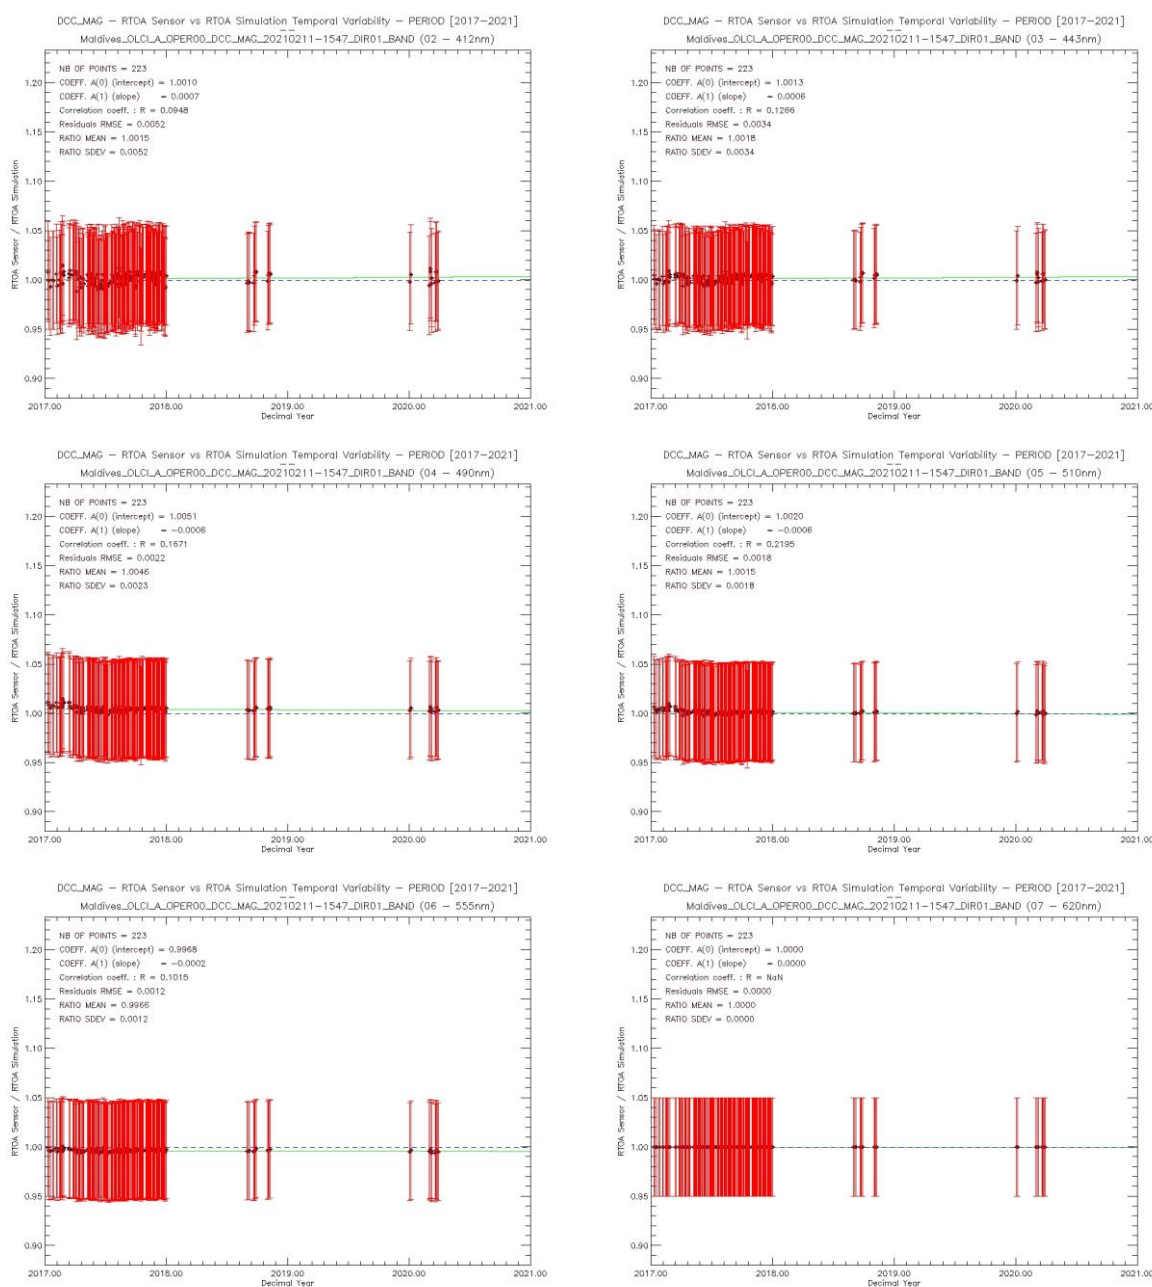 DCC_MAG — RTOA Sensor vs RTOA Simulation Temporal Variability — PERIOD [2017—2021]
Maldives_OLCI_A_OPER00_DCC_MAG_20210211—1547_DIR01_BAND (02 — 412nm)
NB OF POINTS = 223
COEFF. A(0) (intercept) = 1.0010
COEFF. A(1) (slope) = 0.0007
Correlation coeff. : R = 0.0948
Residuals RMSE = 0.0052
RATIO MEAN = 1.0015
RATIO SDEV = 0.0052
RTOA Sensor / RTOA Simulation
1.20
1.15
1.10
1.05
1.00
0.95
0.90
2017.00 2018.00 2019.00 2020.00 2021.00
Decimal Year
DCC_MAG — RTOA Sensor vs RTOA Simulation Temporal Variability — PERIOD [2017—2021]
Maldives_OLCI_A_OPER00_DCC_MAG_20210211—1547_DIR01_BAND (03 — 443nm)
NB OF POINTS = 223
COEFF. A(0) (intercept) = 1.0013
COEFF. A(1) (slope) = 0.0006
Correlation coeff. : R = 0.1266
Residuals RMSE = 0.0034
RATIO MEAN = 1.0018
RATIO SDEV = 0.0034
RTOA Sensor / RTOA Simulation
1.20
1.15
1.10
1.05
1.00
0.95
0.90
2017.00 2018.00 2019.00 2020.00 2021.00
Decimal Year
DCC_MAG — RTOA Sensor vs RTOA Simulation Temporal Variability — PERIOD [2017—2021]
Maldives_OLCI_A_OPER00_DCC_MAG_20210211—1547_DIR01_BAND (04 — 490nm)
NB OF POINTS = 223
COEFF. A(0) (intercept) = 1.0051
COEFF. A(1) (slope) = —0.0006
Correlation coeff. : R = 0.1671
Residuals RMSE = 0.0022
RATIO MEAN = 1.0046
RATIO SDEV = 0.0023
RTOA Sensor / RTOA Simulation
1.20
1.15
1.10
1.05
1.00
0.95
0.90
2017.00 2018.00 2019.00 2020.00 2021.00
Decimal Year
DCC_MAG — RTOA Sensor vs RTOA Simulation Temporal Variability — PERIOD [2017—2021]
Maldives_OLCI_A_OPER00_DCC_MAG_20210211—1547_DIR01_BAND (05 — 510nm)
NB OF POINTS = 223
COEFF. A(0) (intercept) = 1.0020
COEFF. A(1) (slope) = —0.0006
Correlation coeff. : R = 0.2195
Residuals RMSE = 0.0018
RATIO MEAN = 1.0015
RATIO SDEV = 0.0018
RTOA Sensor / RTOA Simulation
1.20
1.15
1.10
1.05
1.00
0.95
0.90
2017.00 2018.00 2019.00 2020.00 2021.00
Decimal Year
DCC_MAG — RTOA Sensor vs RTOA Simulation Temporal Variability — PERIOD [2017—2021]
Maldives_OLCI_A_OPER00_DCC_MAG_20210211—1547_DIR01_BAND (06 — 555nm)
NB OF POINTS = 223
COEFF. A(0) (intercept) = 0.9968
COEFF. A(1) (slope) = —0.0002
Correlation coeff. : R = 0.1015
Residuals RMSE = 0.0012
RATIO MEAN = 0.9966
RATIO SDEV = 0.0012
RTOA Sensor / RTOA Simulation
1.20
1.15
1.10
1.05
1.00
0.95
0.90
2017.00 2018.00 2019.00 2020.00 2021.00
Decimal Year
DCC_MAG — RTOA Sensor vs RTOA Simulation Temporal Variability — PERIOD [2017—2021]
Maldives_OLCI_A_OPER00_DCC_MAG_20210211—1547_DIR01_BAND (07 — 620nm)
NB OF POINTS = 223
COEFF. A(0) (intercept) = 1.0000
COEFF. A(1) (slope) = 0.0000
Correlation coeff. : R = NaN
Residuals RMSE = 0.0000
RATIO MEAN = 1.0000
RATIO SDEV = 0.0000
RTOA Sensor / RTOA Simulation
1.20
1.15
1.10
1.05
1.00
0.95
0.90
2017.00 2018.00 2019.00 2020.00 2021.00
Decimal Year